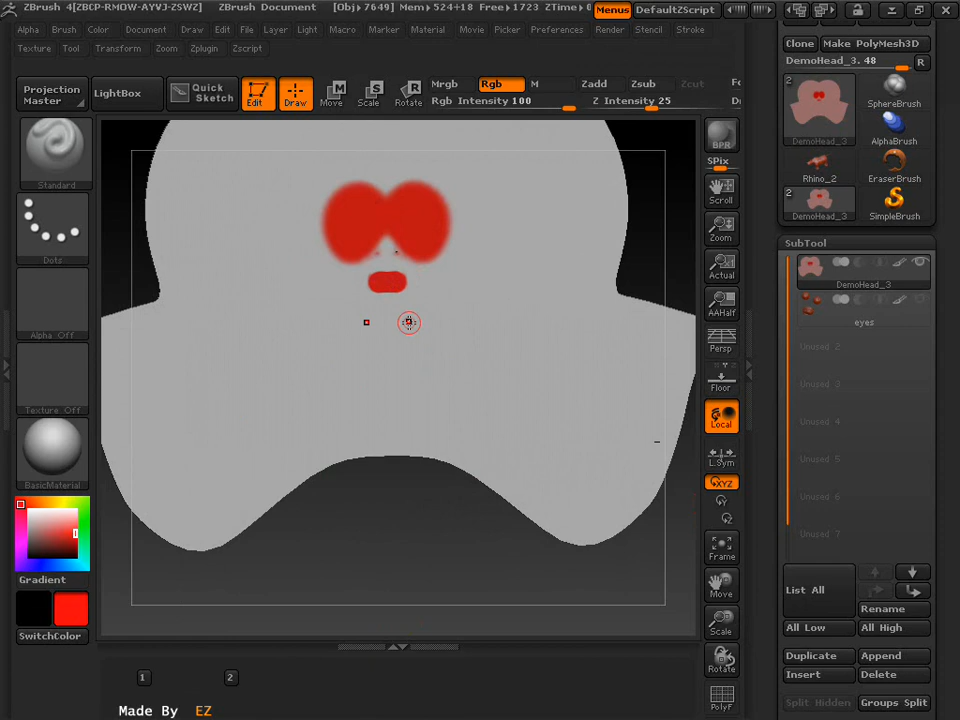 ZBrush 4[ZBCP-RMOW-AYWJ-ZSWZ] ZBrush Document [Obj▸ 7649] Mem▸524+18 Free▸1723 ZTime▸ Menus DefaultZScript
Alpha Brush Color Document Draw Edit File Layer Light Macro Marker Material Movie Picker Preferences Render Stencil Stroke
Texture Tool Transform Zoom Zplugin Zscript
Clone Make PolyMesh3D
DemoHead_3. 48 R
Projection Master
LightBox
Quick Sketch
Edit Draw Move Scale Rotate
Mrgb Rgb M Zadd Zsub Zcut
Rgb Intensity 100 Z Intensity 25
Standard
Dots
Alpha Off
Texture Off
BasicMaterial
Gradient
SwitchColor
BPR
SPix
Scroll
Zoom
Actual
AAHalf
Persp
Floor
Local
L.Sym
XYZ
Y
Z
Frame
Move
Scale
Rotate
PolyF
2
DemoHead_3
SphereBrush
AlphaBrush
Rhino_2
EraserBrush
2
DemoHead_3
SimpleBrush
SubTool
DemoHead_3
eyes
Unused 2
Unused 3
Unused 4
Unused 5
Unused 6
Unused 7
List All
Rename
All Low All High
Duplicate Append
Insert Delete
Split Hidden Groups Split
1 2
Made By EZ